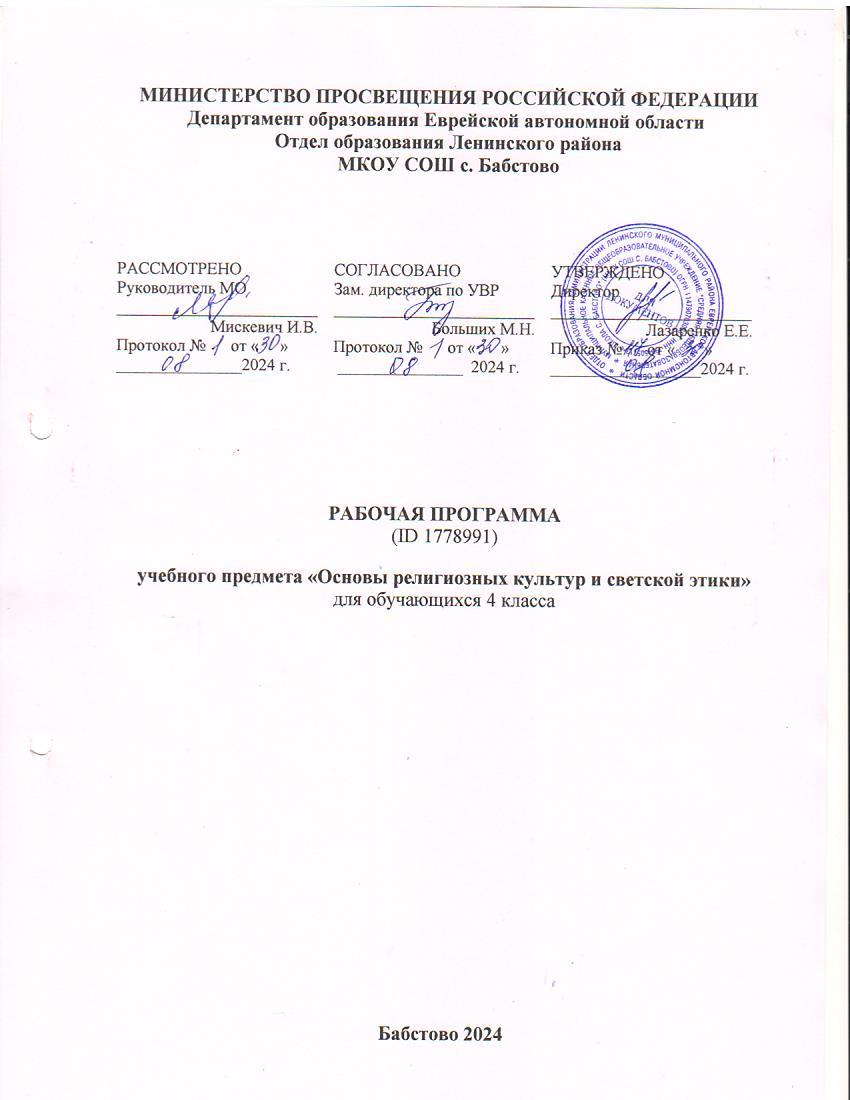 МИНИСТЕРСТВО ПРОСВЕЩЕНИЯ РОССИЙСКОЙ ФЕДЕРАЦИИ
Департамент образования Еврейской автономной области
Отдел образования Ленинского района
МКОУ СОШ с. Бабстово
РАССМОТРЕНО
Руководитель МО
Мискевич И.В.
Протокол № 1 от «30»
08 2024 г.
СОГЛАСОВАНО
Зам. директора по УВР
Больших М.Н.
Протокол № 1 от «30»
08 2024 г.
УТВЕРЖДЕНО
Директор
Лазаренко Е.Е.
Приказ № от « »
2024 г.
ДЛЯ
ДОКУМЕНТОВ
РАБОЧАЯ ПРОГРАММА
(ID 1778991)
учебного предмета «Основы религиозных культур и светской этики»
для обучающихся 4 класса
Бабстово 2024